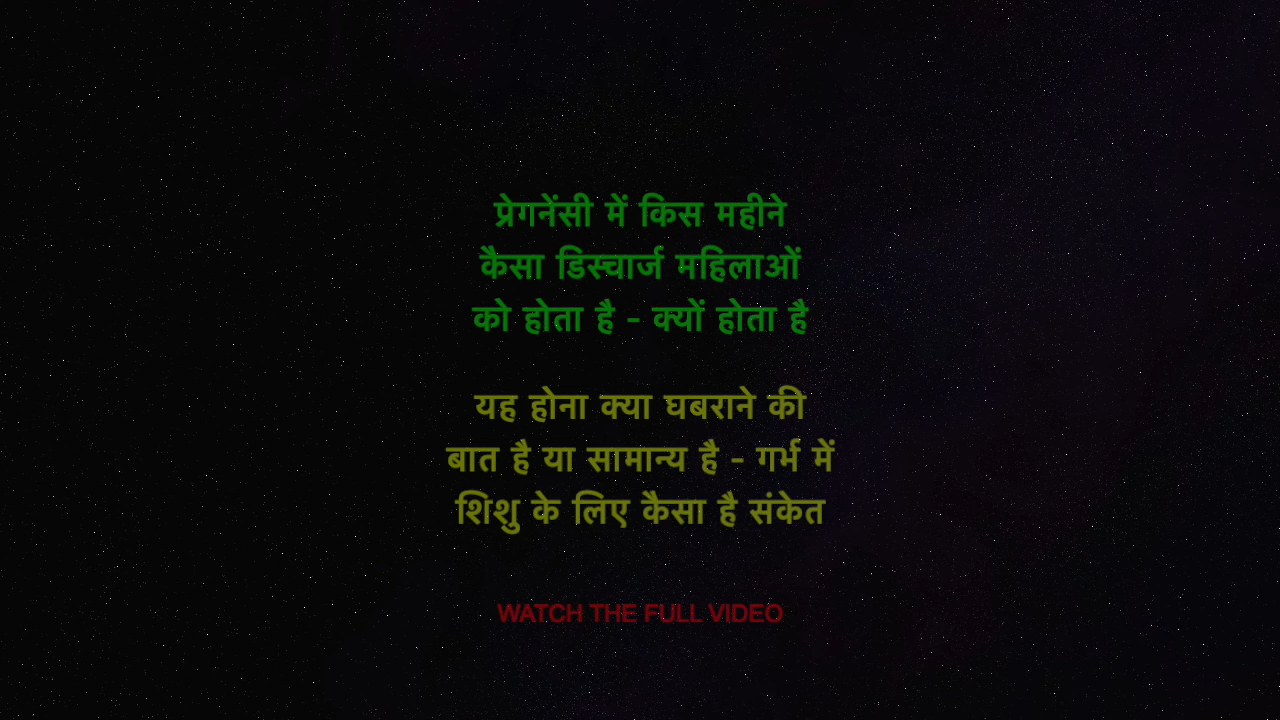 प्रेगनेंसी में किस महीने
कैसा डिस्चार्ज महिलाओं
को होता है - क्यों होता है
यह होना क्या घबराने की
बात है या सामान्य है - गर्भ में
शिशु के लिए कैसा है संकेत
WATCH THE FULL VIDEO